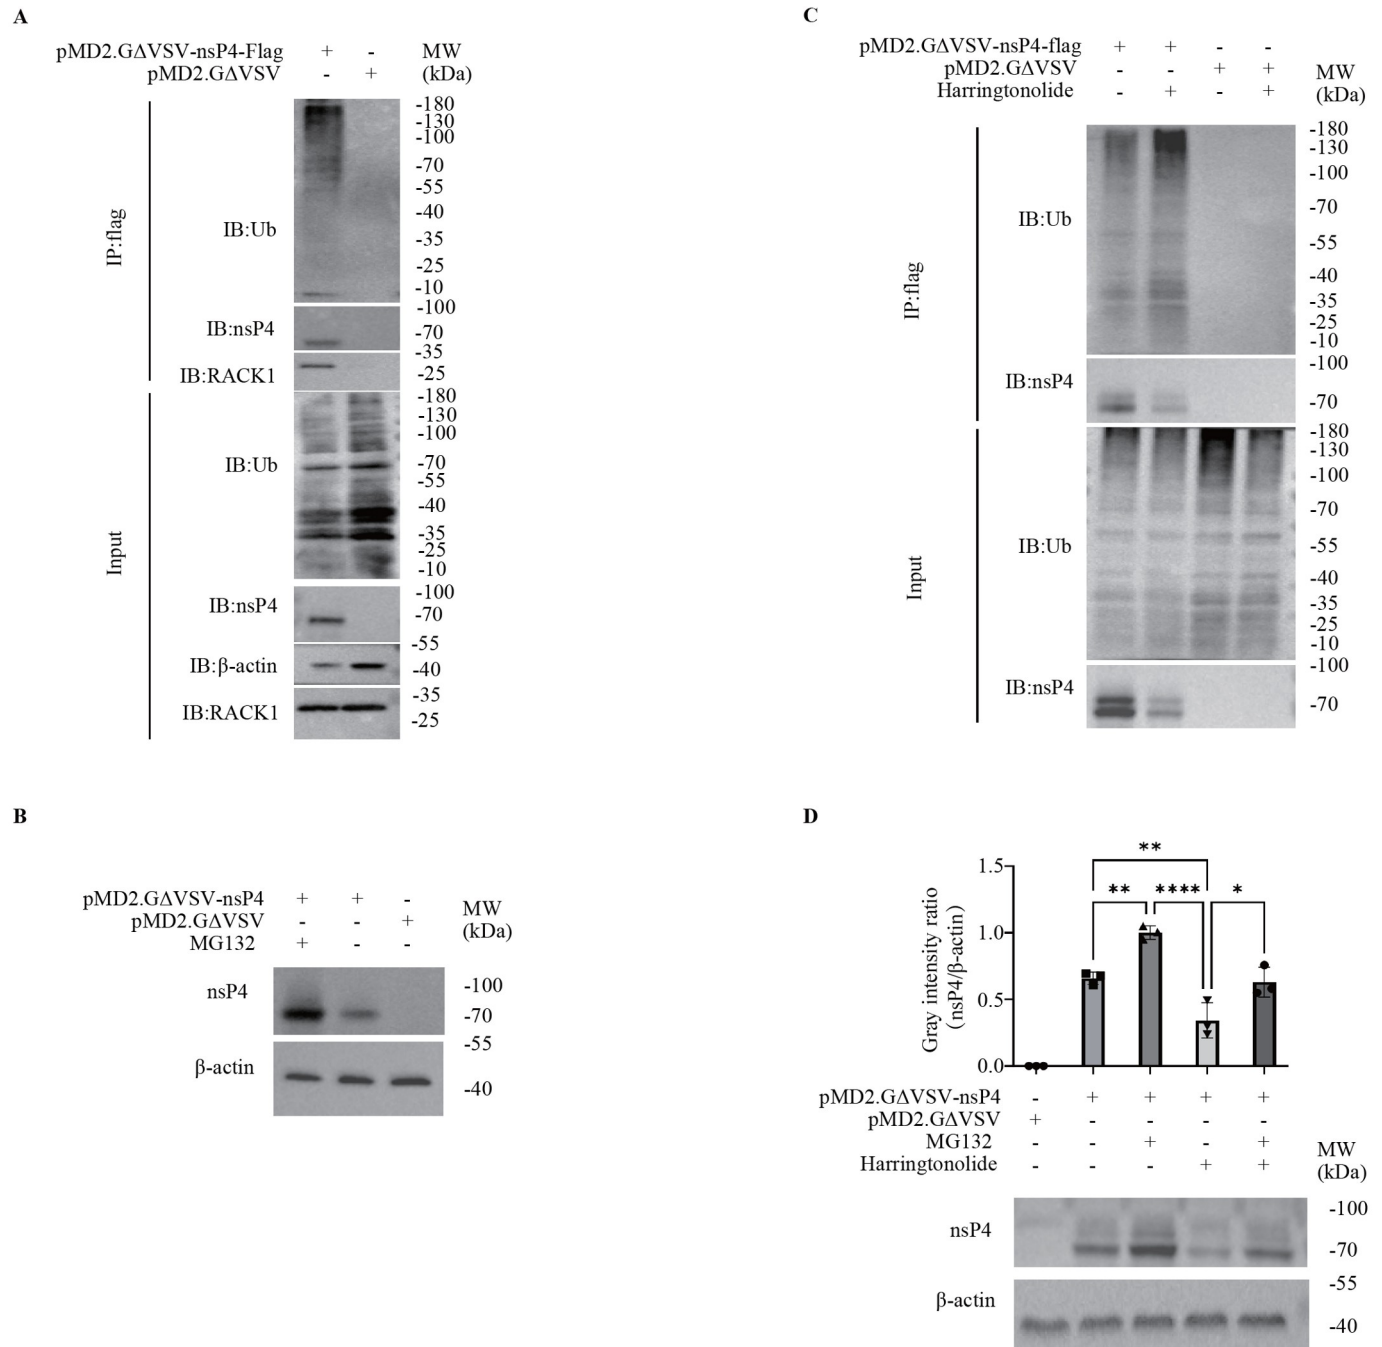 A
pMD2.GΔVSV-nsP4-Flag + -
pMD2.GΔVSV - +
MW
(kDa)
IP:flag
IB:Ub
-180
-130
-100
-70
-55
-40
-35
-25
-10
IB:nsP4
-100
-70
IB:RACK1
-35
-25
Input
IB:Ub
-180
-130
-100
-70
-55
-40
-35
-25
-10
IB:nsP4
-100
-70
IB:β-actin
-55
-40
IB:RACK1
-35
-25
B
pMD2.GΔVSV-nsP4 + + -
pMD2.GΔVSV - - +
MG132 + - -
MW
(kDa)
nsP4
-100
-70
β-actin
-55
-40
C
pMD2.GΔVSV-nsP4-flag + + - -
pMD2.GΔVSV - - + +
Harringtonolide - + - +
MW
(kDa)
IP:flag
IB:Ub
-180
-130
-100
-70
-55
-40
-35
-25
-10
IB:nsP4
-100
-70
Input
IB:Ub
-180
-130
-100
-70
-55
-40
-35
-25
-10
IB:nsP4
-100
-70
D
Gray intensity ratio
(nsP4/β-actin)
1.5
1.0
0.5
0.0
**
** **** *
pMD2.GΔVSV-nsP4 - + + + +
pMD2.GΔVSV + - - - -
MG132 - - + - +
Harringtonolide - - - + +
MW
(kDa)
nsP4
-100
-70
β-actin
-55
-40